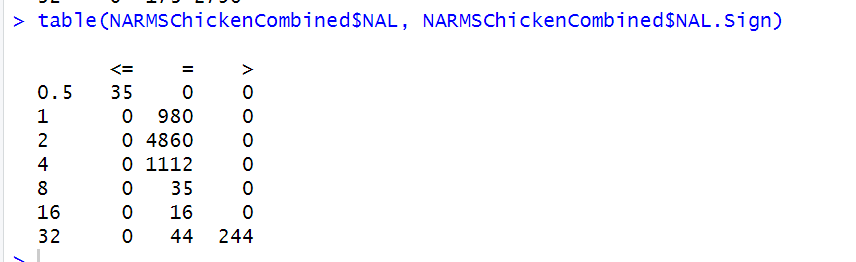 > table(NARMSChickenCombined$NAL, NARMSChickenCombined$NAL.Sign)
<= = >
0.5 35 0 0
1 0 980 0
2 0 4860 0
4 0 1112 0
8 0 35 0
16 0 16 0
32 0 44 244
>